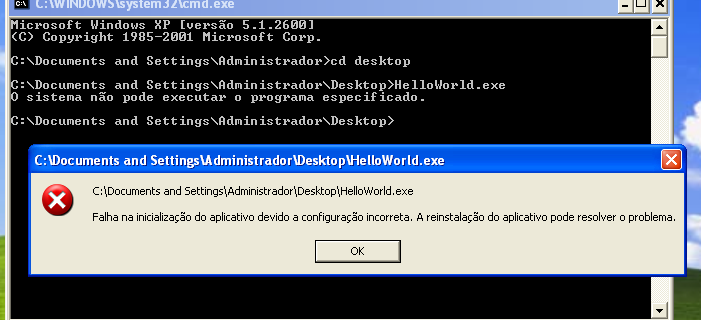 C:\WINDOWS\system32\cmd.exe
Microsoft Windows XP [versão 5.1.2600]
(C) Copyright 1985-2001 Microsoft Corp.
C:\Documents and Settings\Administrador>cd desktop
C:\Documents and Settings\Administrador\Desktop>HelloWorld.exe
O sistema não pode executar o programa especificado.
C:\Documents and Settings\Administrador\Desktop>
C:\Documents and Settings\Administrador\Desktop\HelloWorld.exe
C:\Documents and Settings\Administrador\Desktop\HelloWorld.exe
Falha na inicialização do aplicativo devido a configuração incorreta. A reinstalação do aplicativo pode resolver o problema.
OK